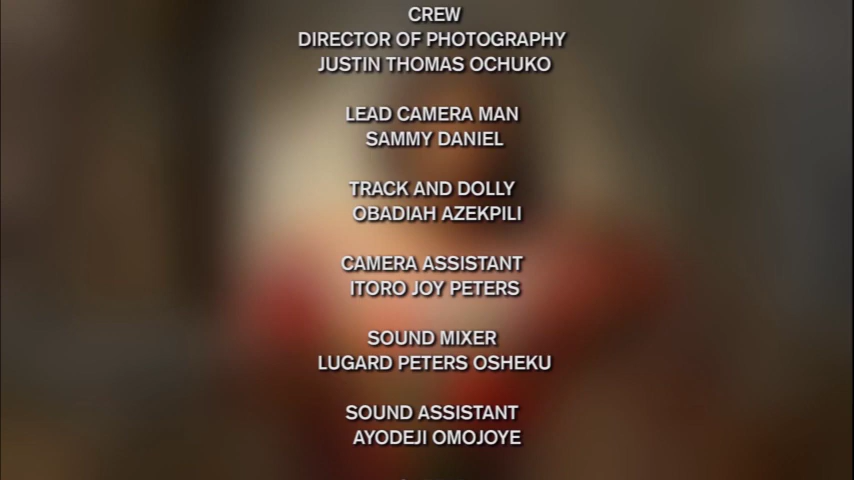 CREW
DIRECTOR OF PHOTOGRAPHY
JUSTIN THOMAS OCHUKO
LEAD CAMERA MAN
SAMMY DANIEL
TRACK AND DOLLY
OBADIAH AZEKPILI
CAMERA ASSISTANT
ITORO JOY PETERS
SOUND MIXER
LUGARD PETERS OSHEKU
SOUND ASSISTANT
AYODEJI OMOJOYE